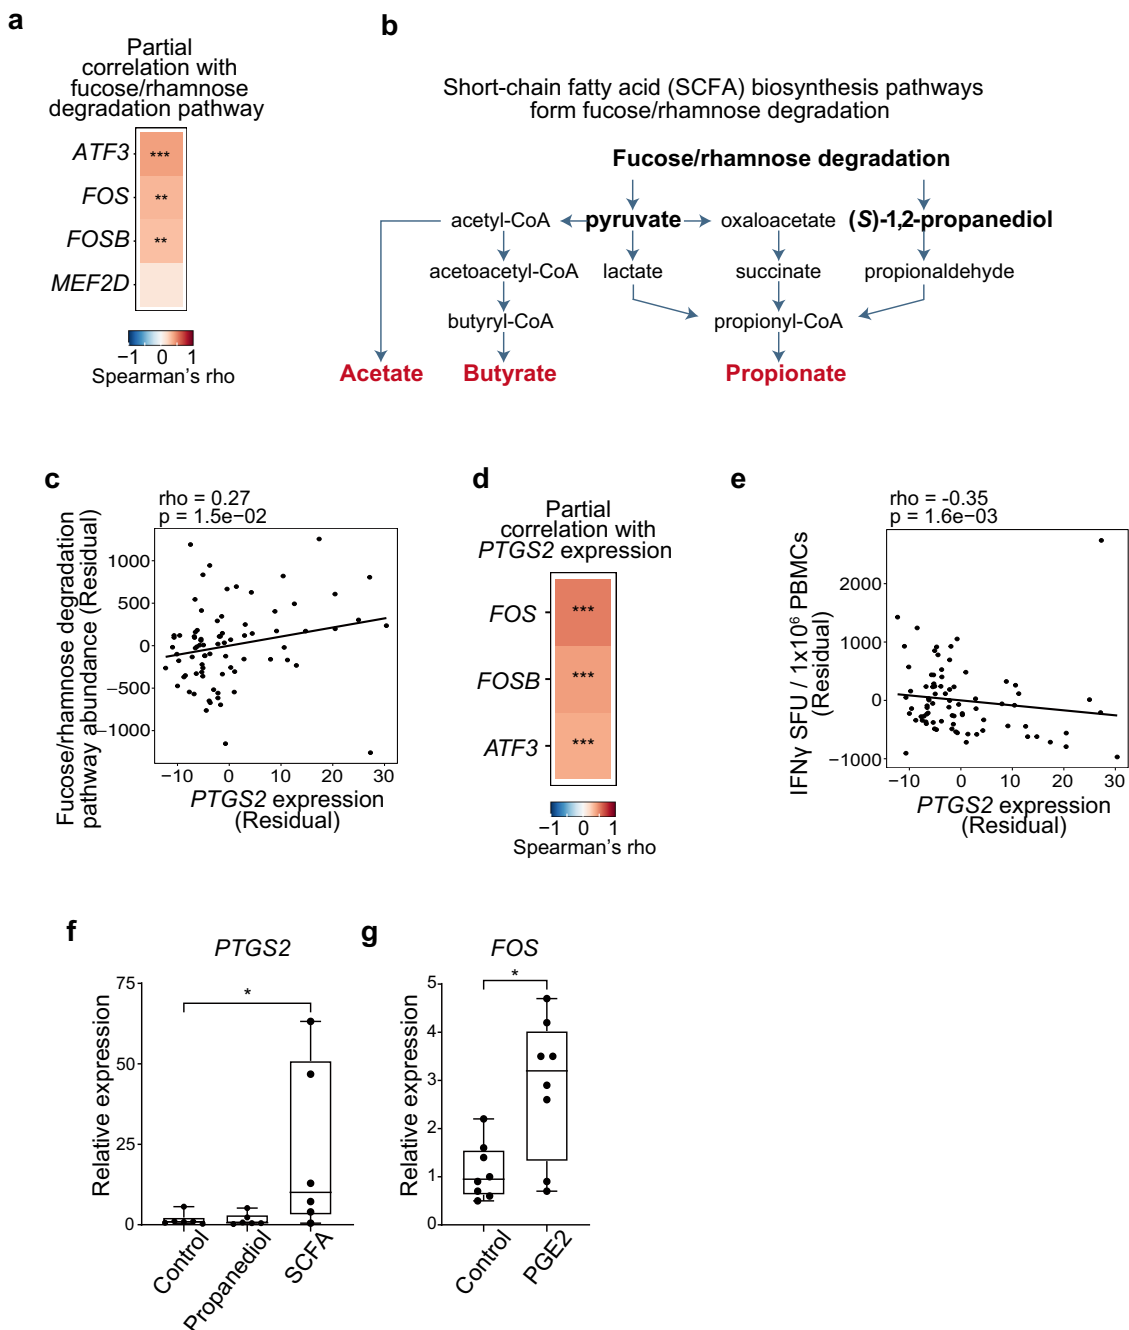 a
Partial
correlation with
fucose/rhamnose
degradation pathway
ATF3
***
FOS
**
FOSB
**
MEF2D
−1 0 1
Spearman's rho
b
Short-chain fatty acid (SCFA) biosynthesis pathways
form fucose/rhamnose degradation
Fucose/rhamnose degradation
acetyl-CoA pyruvate oxaloacetate (S)-1,2-propanediol
acetoacetyl-CoA lactate succinate propionaldehyde
butyryl-CoA propionyl-CoA
Acetate Butyrate Propionate
c
rho = 0.27
p = 1.5e−02
Fucose/rhamnose degradation
pathway abundance (Residual)
1000
500
0
−500
−1000
−10 0 10 20 30
PTGS2 expression
(Residual)
d
Partial
correlation with
PTGS2 expression
FOS
***
FOSB
***
ATF3
***
−1 0 1
Spearman's rho
e
rho = -0.35
p = 1.6e−03
IFNγ SFU / 1x10⁶ PBMCs
(Residual)
2000
1000
0
−1000
−10 0 10 20 30
PTGS2 expression
(Residual)
f
PTGS2
Relative expression
75
50
25
0
*
Control
Propanediol
SCFA
g
FOS
Relative expression
5
4
3
2
1
0
*
Control
PGE2